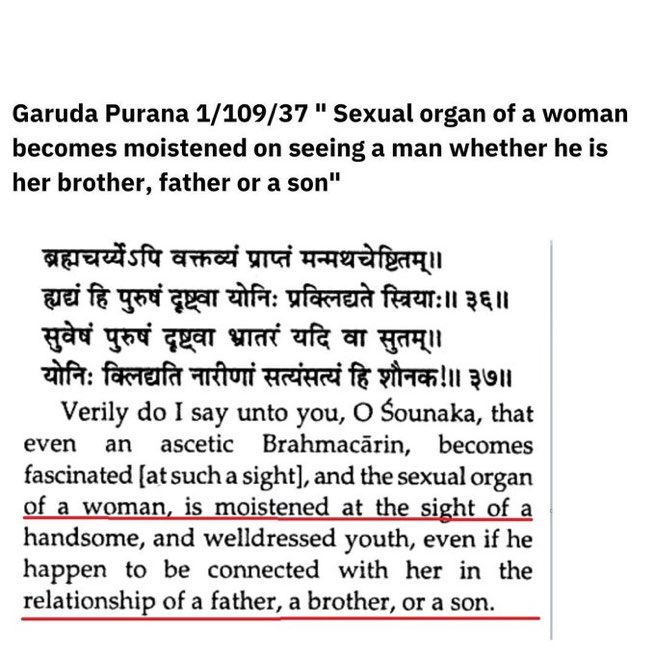 Garuda Purana 1/109/37 " Sexual organ of a woman
becomes moistened on seeing a man whether he is
her brother, father or a son"
ब्रह्मचर्य्येऽपि वक्तव्यं प्राप्तं मन्मथचेष्टितम्॥
हृद्यं हि पुरुषं दृष्ट्वा योनिः प्रक्लिद्यते स्त्रियाः॥ ३६॥
सुवेषं पुरुषं दृष्ट्वा भ्रातरं यदि वा सुतम्॥
योनिः क्लिद्यति नारीणां सत्यंसत्यं हि शौनक!॥ ३७॥
Verily do I say unto you, O Śounaka, that
even an ascetic Brahmacārin, becomes
fascinated [at such a sight], and the sexual organ
of a woman, is moistened at the sight of a
handsome, and welldressed youth, even if he
happen to be connected with her in the
relationship of a father, a brother, or a son.